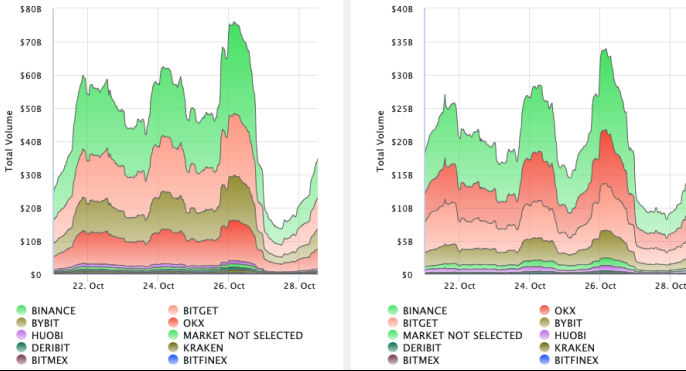 $80B
$70B
$60B
$50B
$40B
$30B
$20B
$10B
$0
Total Volume
22. Oct 24. Oct 26. Oct 28. Oct
BINANCE BITGET
BYBIT OKX
HUOBI MARKET NOT SELECTED
DERIBIT KRAKEN
BITMEX BITFINEX
$40B
$35B
$30B
$25B
$20B
$15B
$10B
$5B
$0
Total Volume
22. Oct 24. Oct 26. Oct 28. Oct
BINANCE OKX
BITGET BYBIT
MARKET NOT SELECTED HUOBI
DERIBIT KRAKEN
BITMEX BITFINEX